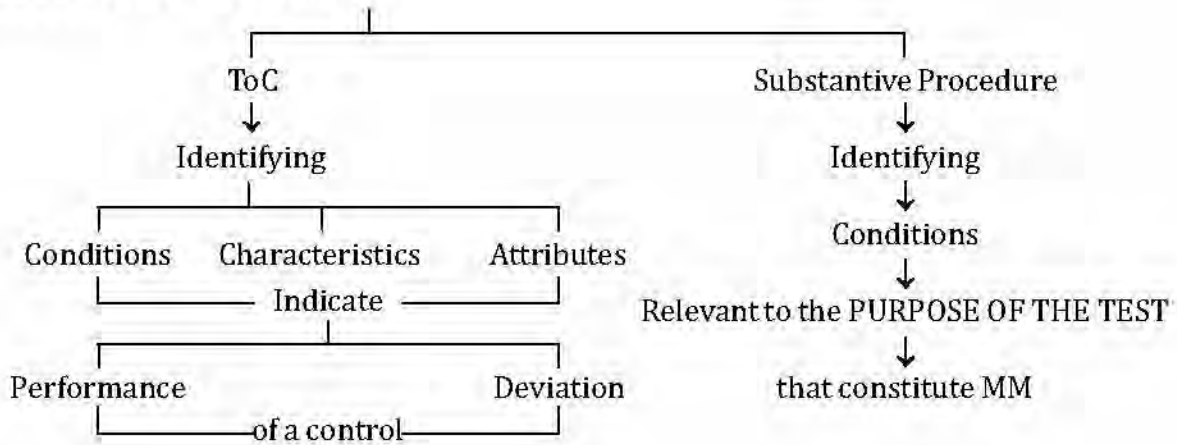 ToC Substantive Procedure
Identifying Identifying
Conditions Characteristics Attributes Conditions
Indicate Relevant to the PURPOSE OF THE TEST
Performance Deviation that constitute MM
of a control